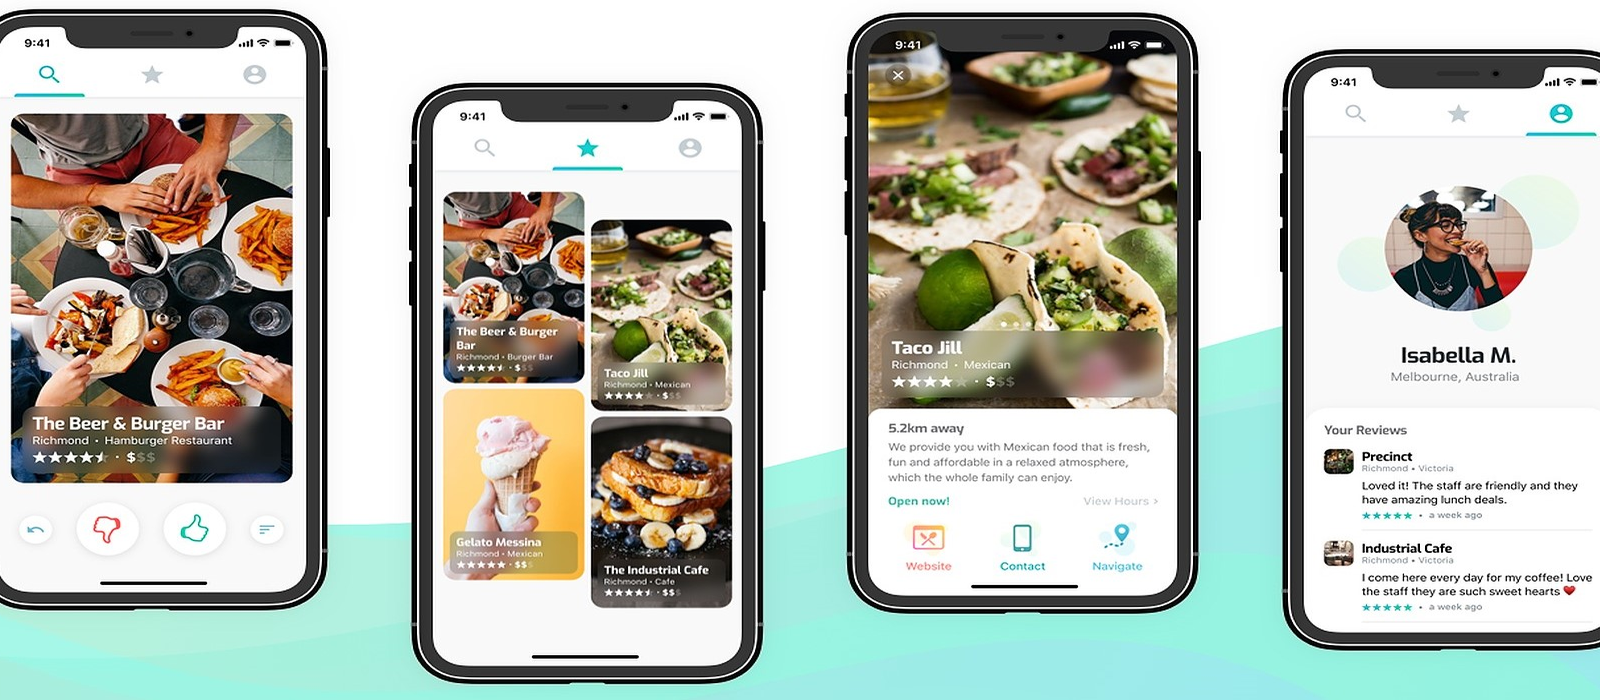 9:41
The Beer & Burger Bar
Richmond • Hamburger Restaurant
$$$
9:41
The Beer & Burger
Bar
Richmond • Burger Bar
$$$
Taco Jill
Richmond • Mexican
$$$
Gelato Messina
Richmond • Mexican
$$$
The Industrial Cafe
Richmond • Cafe
$$$
9:41
Taco Jill
Richmond • Mexican
$$$
5.2km away
We provide you with Mexican food that is fresh,
fun and affordable in a relaxed atmosphere,
which the whole family can enjoy.
Open now!
View Hours >
Website
Contact
Navigate
9:41
Isabella M.
Melbourne, Australia
Your Reviews
Precinct
Richmond • Victoria
Loved it! The staff are friendly and they
have amazing lunch deals.
a week ago
Industrial Cafe
Richmond • Victoria
I come here every day for my coffee! Love
the staff they are such sweet hearts ❤️
a week ago